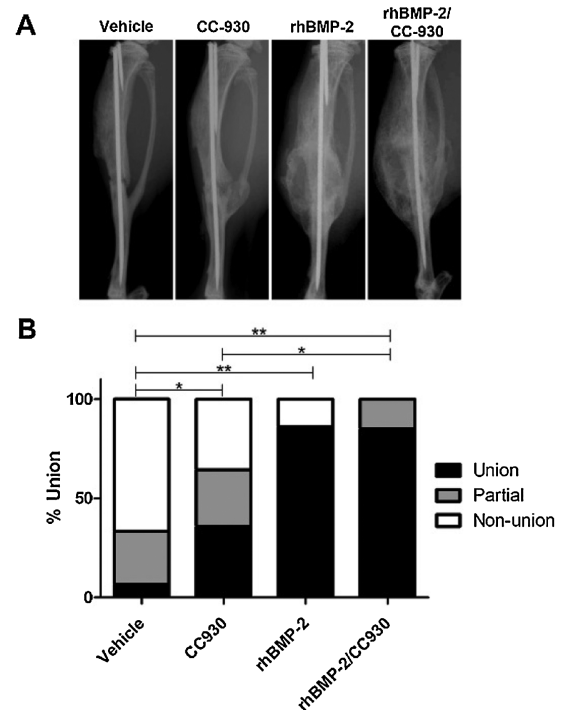 A
Vehicle
CC-930
rhBMP-2
rhBMP-2/
CC-930
B
**
*
**
*
100
50
0
% Union
Union
Partial
Non-union
Vehicle
CC930
rhBMP-2
rhBMP-2/CC930